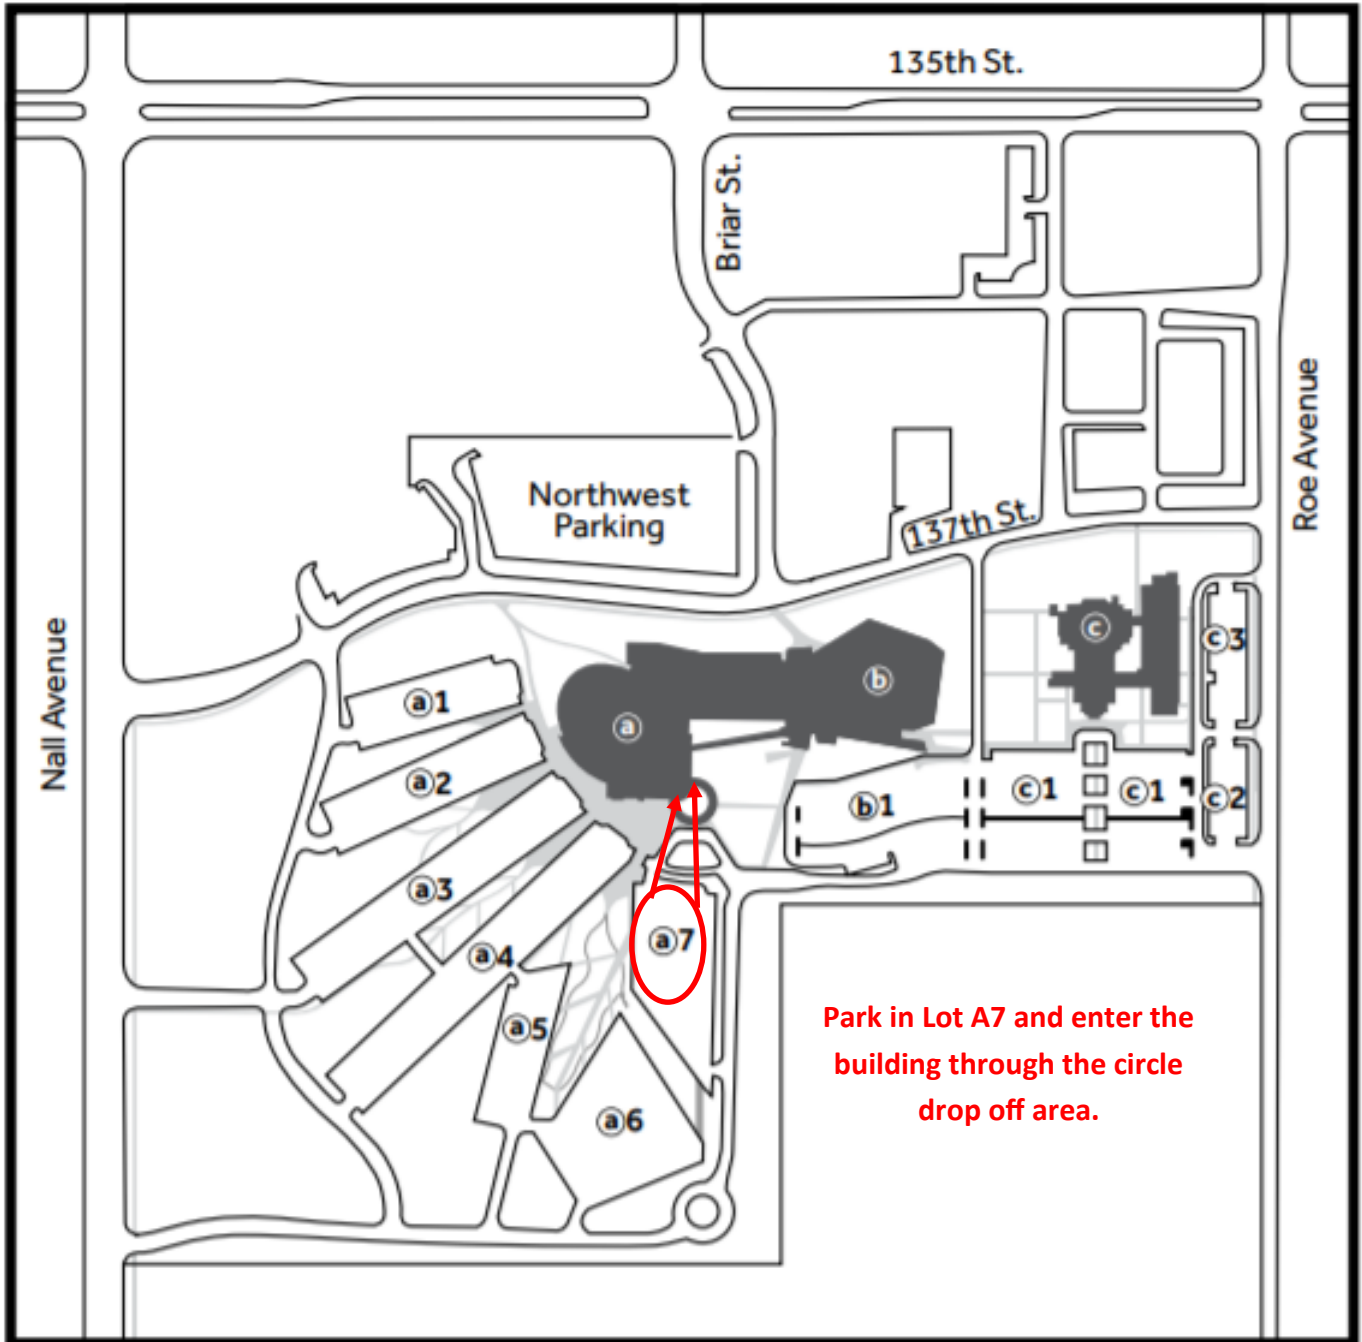 135th St.
Briar St.
Roe Avenue
Northwest
Parking
137th St.
Nall Avenue
c
c3
a1
b
a
a2
c1
c1
c2
b1
a3
a7
a4
a5
a6
Park in Lot A7 and enter the
building through the circle
drop off area.